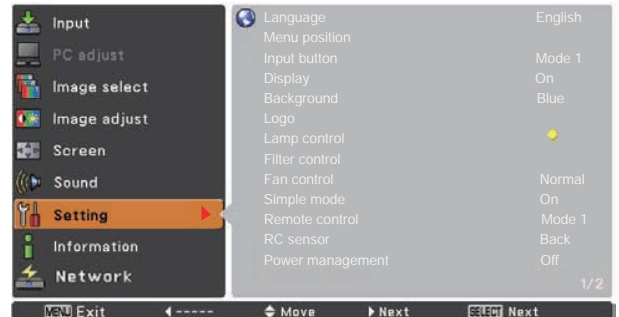 Input
PC adjust
Image select
Image adjust
Screen
Sound
Setting
Information
Network
Language English
Menu position
Input button Mode 1
Display On
Background Blue
Logo
Lamp control
Filter control
Fan control Normal
Simple mode On
Remote control Mode 1
RC sensor Back
Power management Off
1/2
MENU Exit ----- Move Next SELECT Next